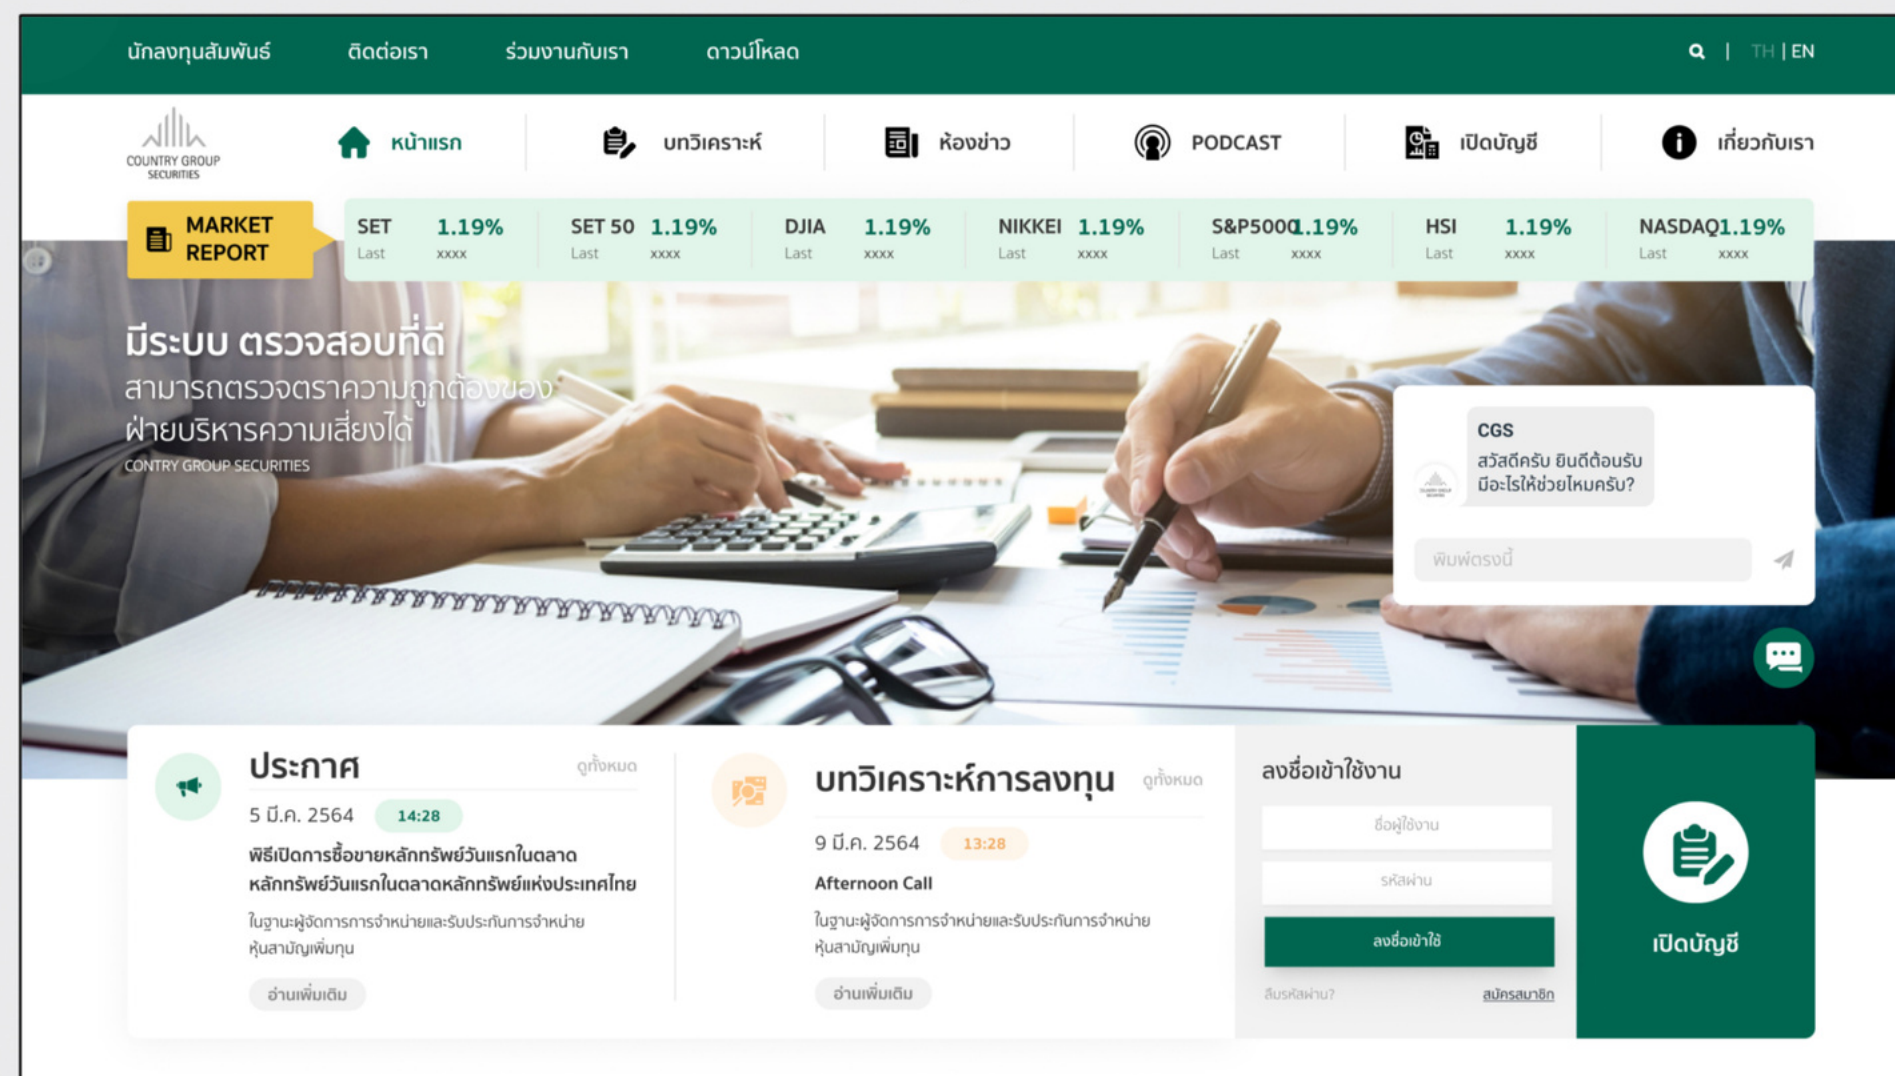 นักลงทุนสัมพันธ์ ติดต่อเรา ร่วมงานกับเรา ดาวน์โหลด | TH | EN
COUNTRY GROUP
SECURITIES
หน้าแรก บทวิเคราะห์ ห้องข่าว PODCAST เปิดบัญชี เกี่ยวกับเรา
MARKET
REPORT
SET 1.19% SET 50 1.19% DJIA 1.19% NIKKEI 1.19% S&P5000 1.19% HSI 1.19% NASDAQ 1.19%
Last xxxx Last xxxx Last xxxx Last xxxx Last xxxx Last xxxx Last xxxx
มีระบบ ตรวจสอบที่ดี
สามารถตรวจตราความถูกต้องของ
ฝ่ายบริหารความเสี่ยงได้
CONTRY GROUP SECURITIES
CGS
สวัสดีครับ ยินดีต้อนรับ
มีอะไรให้ช่วยไหมครับ?
COUNTRY GROUP
SECURITIES
พิมพ์ตรงนี้
ประกาศ ดูทั้งหมด
5 มี.ค. 2564 14:28
พิธีเปิดการซื้อขายหลักทรัพย์วันแรกในตลาด
หลักทรัพย์วันแรกในตลาดหลักทรัพย์แห่งประเทศไทย
ในฐานะผู้จัดการการจำหน่ายและรับประกันการจำหน่าย
หุ้นสามัญเพิ่มทุน
อ่านเพิ่มเติม
บทวิเคราะห์การลงทุน ดูทั้งหมด
9 มี.ค. 2564 13:28
Afternoon Call
ในฐานะผู้จัดการการจำหน่ายและรับประกันการจำหน่าย
หุ้นสามัญเพิ่มทุน
อ่านเพิ่มเติม
ลงชื่อเข้าใช้งาน
ชื่อผู้ใช้งาน
รหัสผ่าน
ลงชื่อเข้าใช้
ลืมรหัสผ่าน? สมัครสมาชิก
เปิดบัญชี